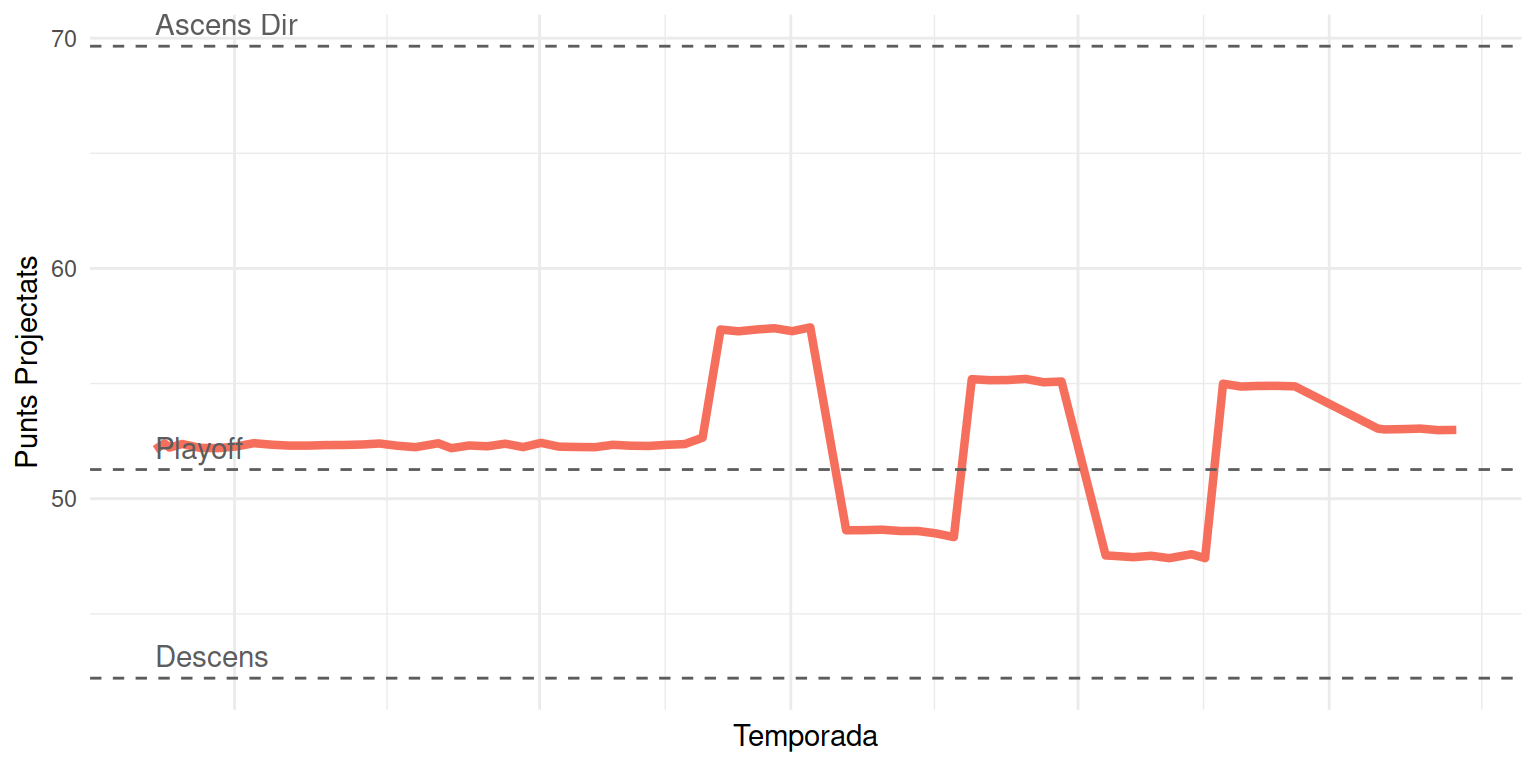 Ascens Dir
70
60
Punts Projectats
Playoff
50
Descens
Temporada